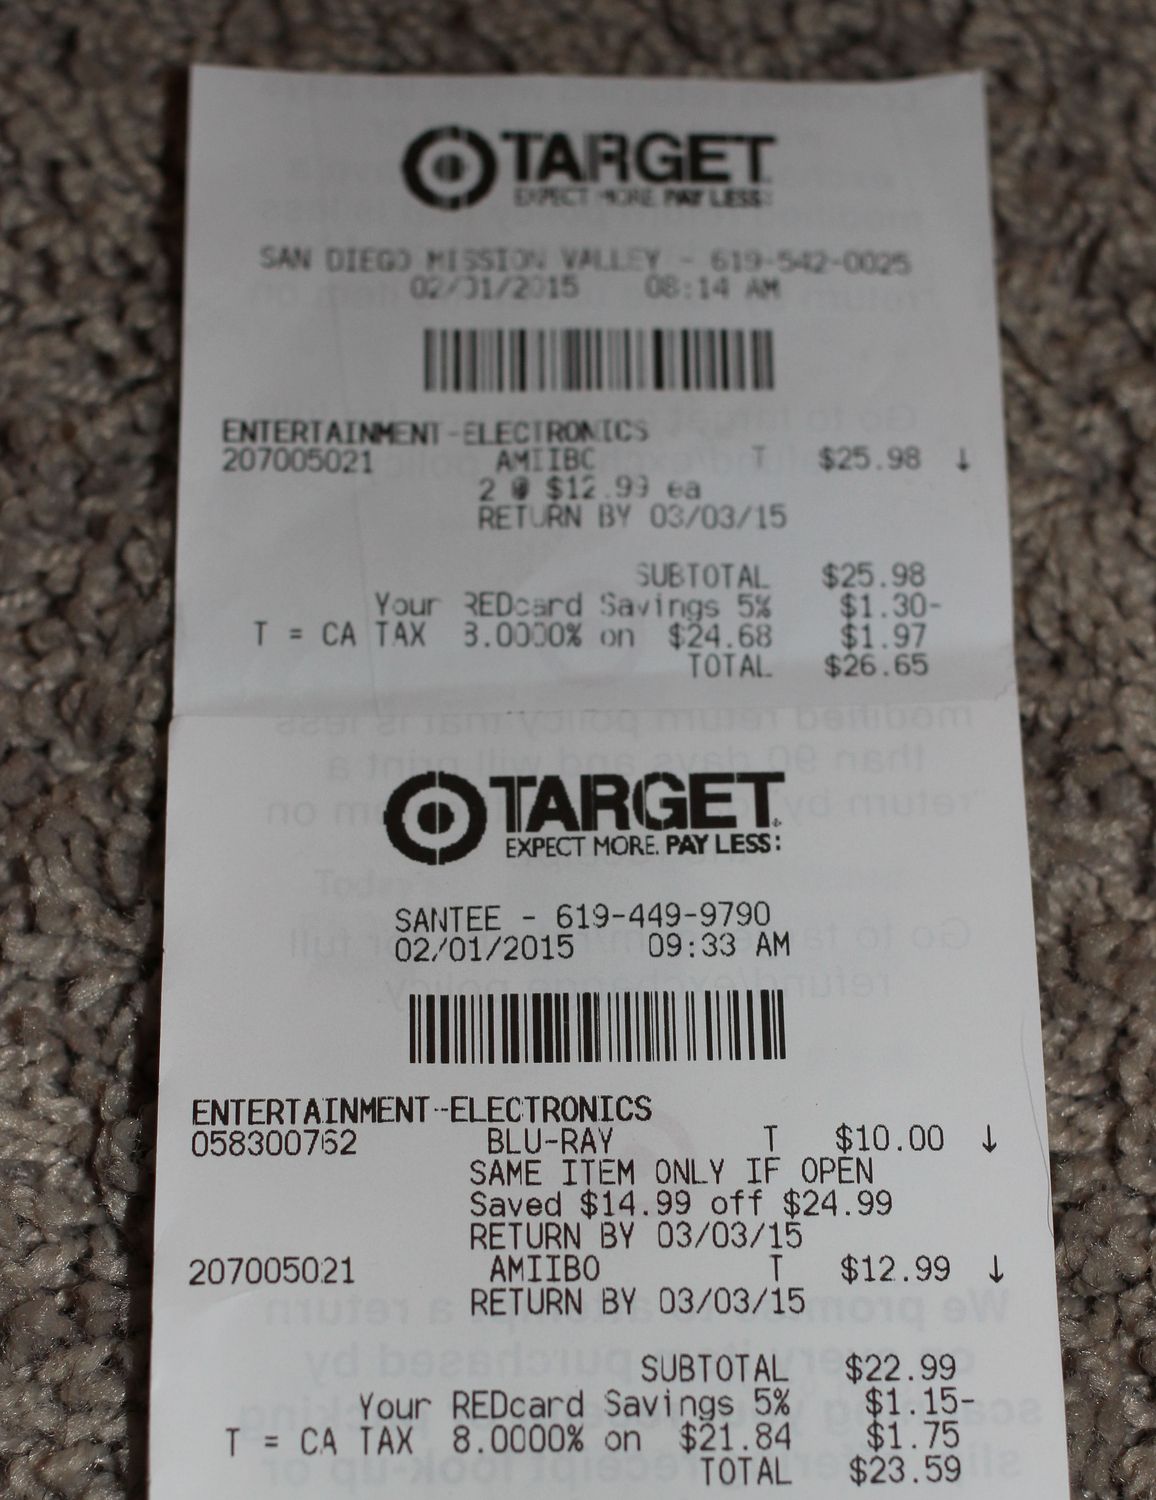 TARGET
EXPECT MORE. PAY LESS.
SAN DIEGO MISSION VALLEY - 619-542-0025
02/01/2015 08:14 AM
ENTERTAINMENT-ELECTRONICS
207005021 AMIIBO T $25.98 ↓
2 @ $12.99 ea
RETURN BY 03/03/15
SUBTOTAL $25.98
Your REDcard Savings 5% $1.30-
T = CA TAX 8.0000% on $24.68 $1.97
TOTAL $26.65
TARGET
EXPECT MORE. PAY LESS.
SANTEE - 619-449-9790
02/01/2015 09:33 AM
ENTERTAINMENT-ELECTRONICS
058300762 BLU-RAY T $10.00 ↓
SAME ITEM ONLY IF OPEN
Saved $14.99 off $24.99
RETURN BY 03/03/15
207005021 AMIIBO T $12.99 ↓
RETURN BY 03/03/15
SUBTOTAL $22.99
Your REDcard Savings 5% $1.15-
T = CA TAX 8.0000% on $21.84 $1.75
TOTAL $23.59